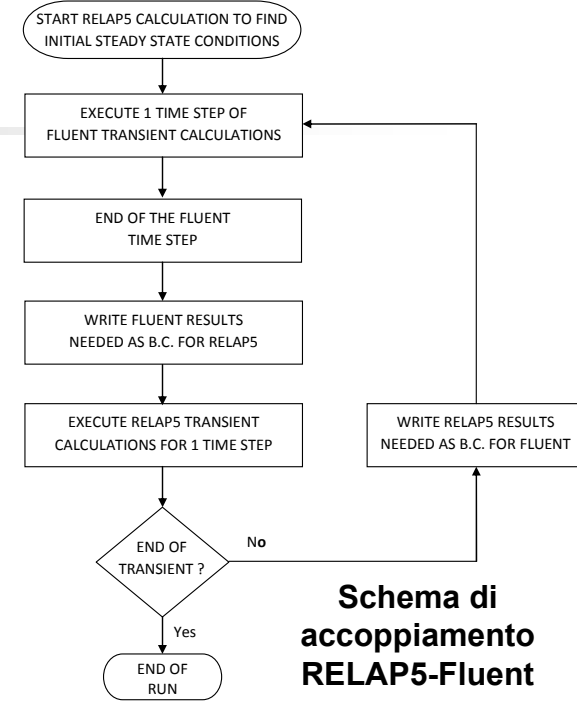 START RELAP5 CALCULATION TO FIND
INITIAL STEADY STATE CONDITIONS
EXECUTE 1 TIME STEP OF
FLUENT TRANSIENT CALCULATIONS
END OF THE FLUENT
TIME STEP
WRITE FLUENT RESULTS
NEEDED AS B.C. FOR RELAP5
EXECUTE RELAP5 TRANSIENT
CALCULATIONS FOR 1 TIME STEP
WRITE RELAP5 RESULTS
NEEDED AS B.C. FOR FLUENT
END OF
TRANSIENT ?
No
Yes
END OF
RUN
Schema di
accoppiamento
RELAP5-Fluent